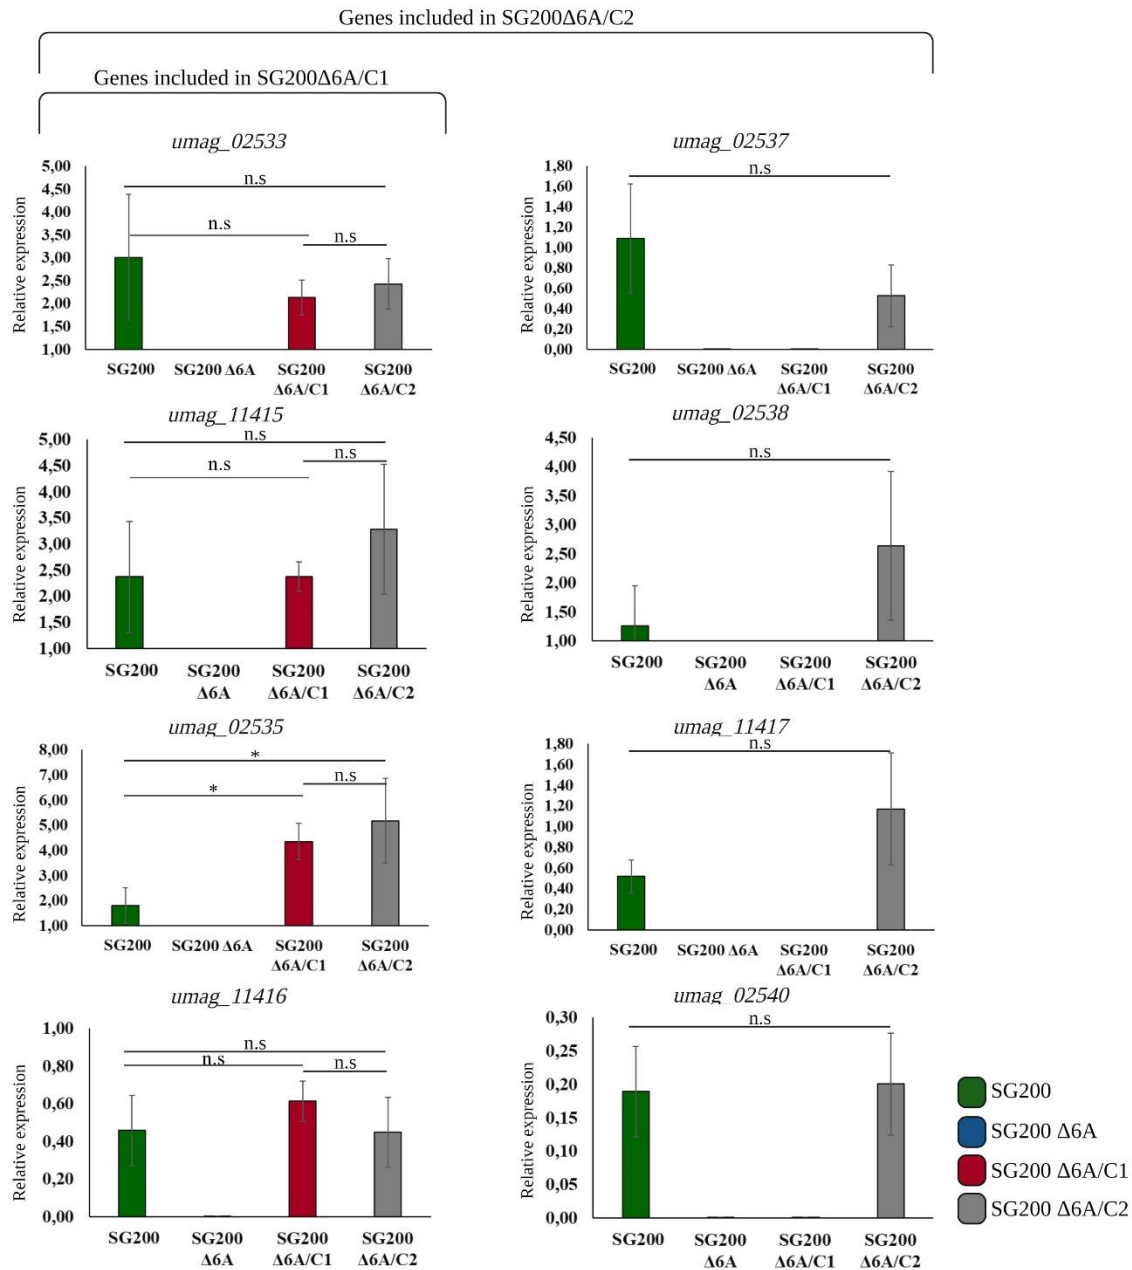 Genes included in SG200Δ6A/C2
Genes included in SG200Δ6A/C1
umag_02533
Relative expression
5,00
4,50
4,00
3,50
3,00
2,50
2,00
1,50
1,00
n.s
n.s
n.s
SG200
SG200 Δ6A
SG200
Δ6A/C1
SG200
Δ6A/C2
umag_02537
Relative expression
1,80
1,60
1,40
1,20
1,00
0,80
0,60
0,40
0,20
0,00
n.s
SG200
SG200 Δ6A
SG200
Δ6A/C1
SG200
Δ6A/C2
umag_11415
Relative expression
5,00
4,50
4,00
3,50
3,00
2,50
2,00
1,50
1,00
n.s
n.s
n.s
SG200
SG200
Δ6A
SG200
Δ6A/C1
SG200
Δ6A/C2
umag_02538
Relative expression
4,50
4,00
3,50
3,00
2,50
2,00
1,50
1,00
n.s
SG200
SG200
Δ6A
SG200
Δ6A/C1
SG200
Δ6A/C2
umag_02535
Relative expression
8,00
7,00
6,00
5,00
4,00
3,00
2,00
1,00
*
n.s
*
SG200
SG200 Δ6A
SG200
Δ6A/C1
SG200
Δ6A/C2
umag_11417
Relative expression
1,80
1,60
1,40
1,20
1,00
0,80
0,60
0,40
0,20
0,00
n.s
SG200
SG200 Δ6A
SG200
Δ6A/C1
SG200
Δ6A/C2
umag_11416
Relative expression
1,00
0,80
0,60
0,40
0,20
0,00
n.s
n.s
n.s
SG200
SG200
Δ6A
SG200
Δ6A/C1
SG200
Δ6A/C2
umag_02540
Relative expression
0,30
0,25
0,20
0,15
0,10
0,05
0,00
n.s
SG200
SG200
Δ6A
SG200
Δ6A/C1
SG200
Δ6A/C2
SG200
SG200 Δ6A
SG200 Δ6A/C1
SG200 Δ6A/C2